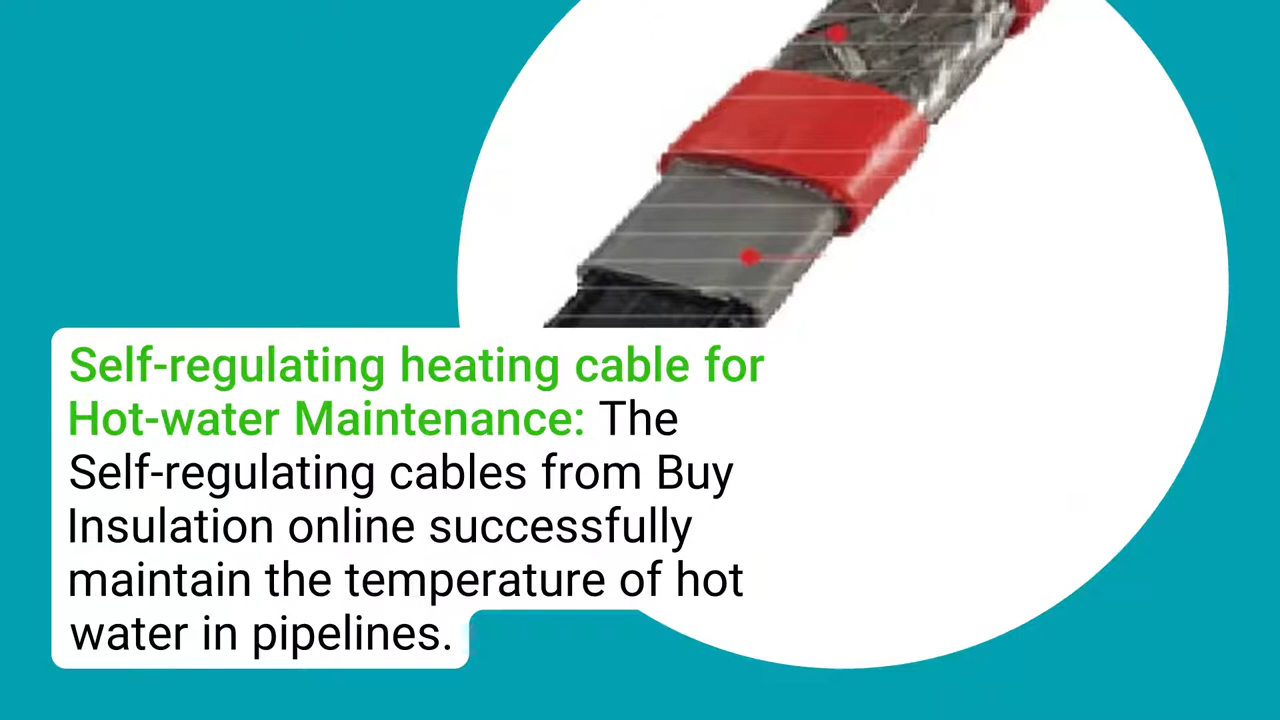 Self-regulating heating cable for
Hot-water Maintenance: The
Self-regulating cables from Buy
Insulation online successfully
maintain the temperature of hot
water in pipelines.